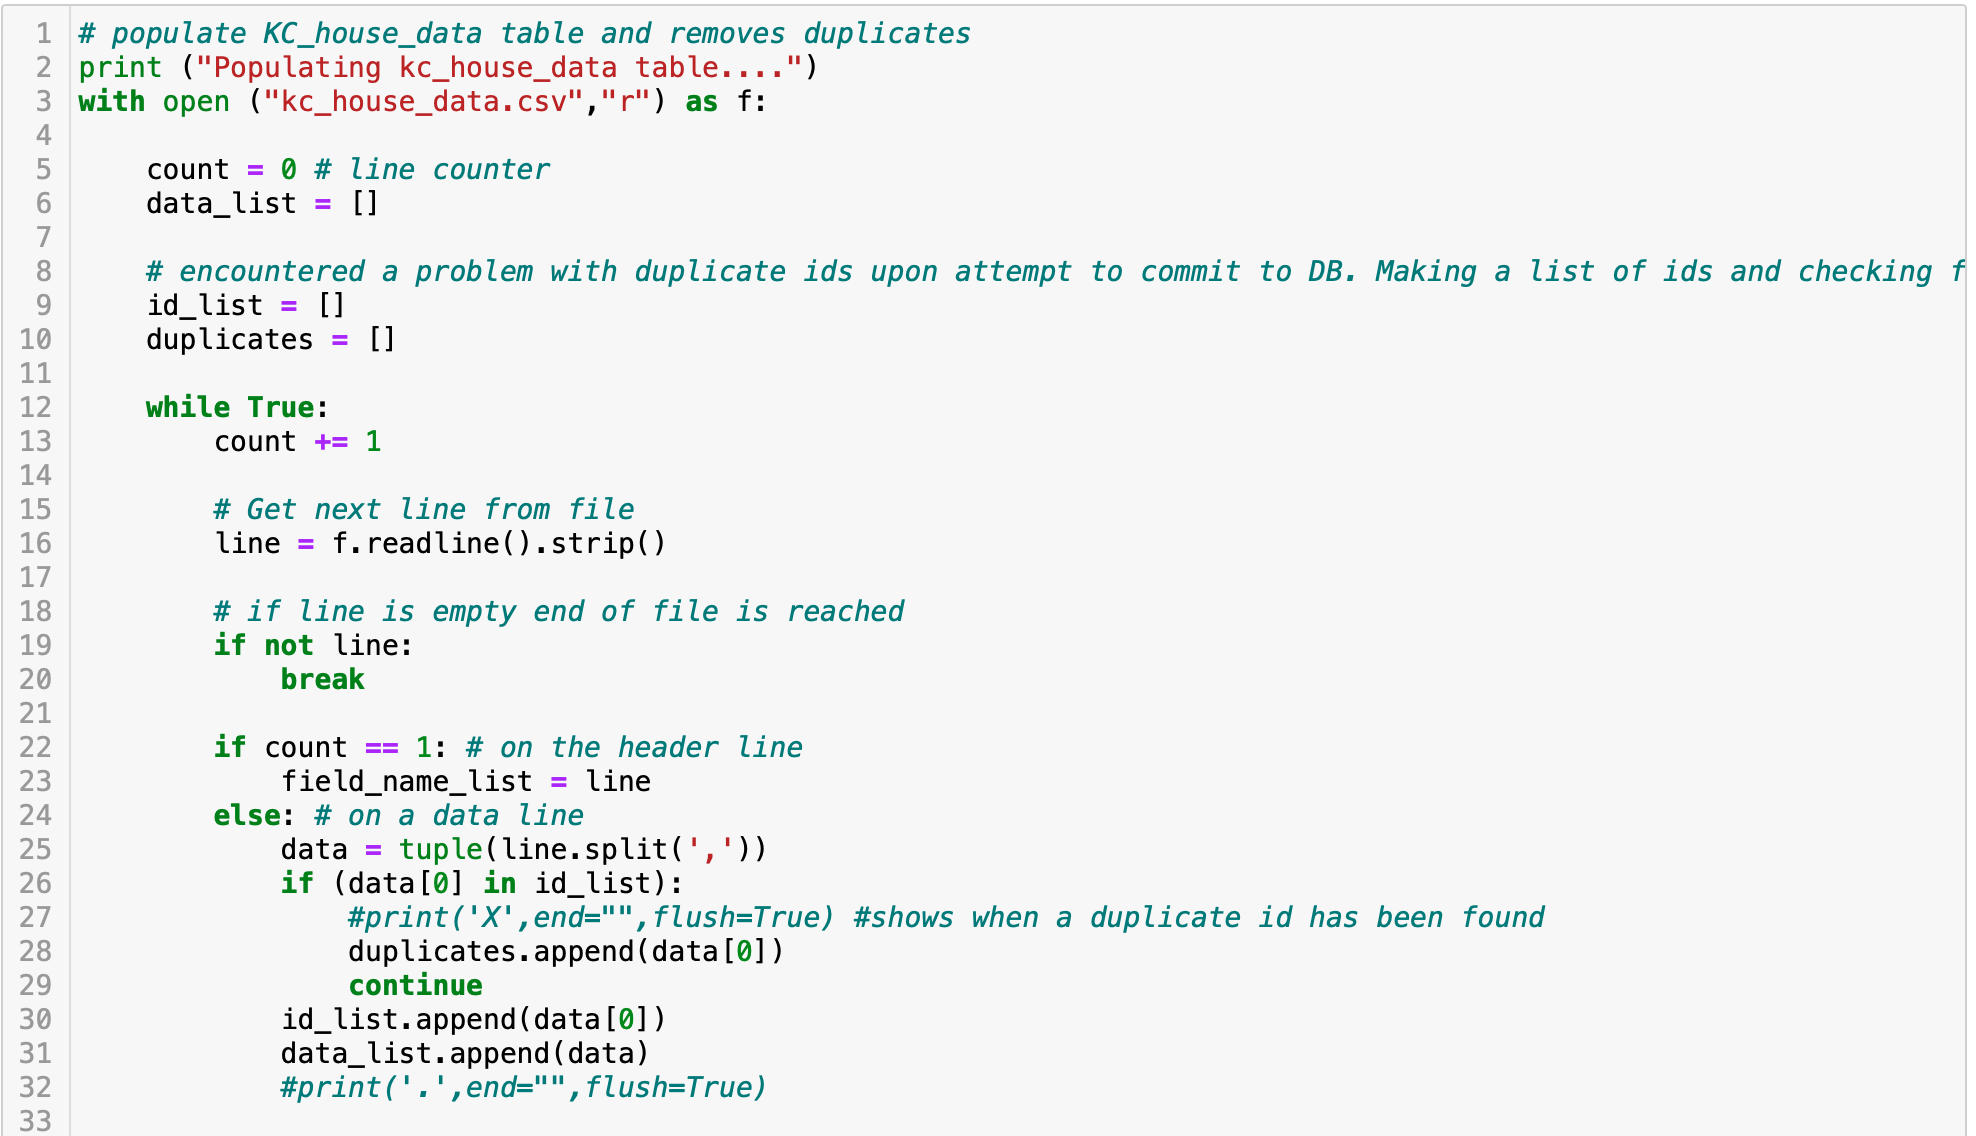 1 # populate KC_house_data table and removes duplicates
2 print ("Populating kc_house_data table....")
3 with open ("kc_house_data.csv","r") as f:
4
5     count = 0 # line counter
6     data_list = []
7
8     # encountered a problem with duplicate ids upon attempt to commit to DB. Making a list of ids and checking f
9     id_list = []
10     duplicates = []
11
12     while True:
13         count += 1
14
15         # Get next line from file
16         line = f.readline().strip()
17
18         # if line is empty end of file is reached
19         if not line:
20             break
21
22         if count == 1: # on the header line
23             field_name_list = line
24         else: # on a data line
25             data = tuple(line.split(','))
26             if (data[0] in id_list):
27                 #print('X',end="",flush=True) #shows when a duplicate id has been found
28                 duplicates.append(data[0])
29                 continue
30             id_list.append(data[0])
31             data_list.append(data)
32             #print('.',end="",flush=True)
33